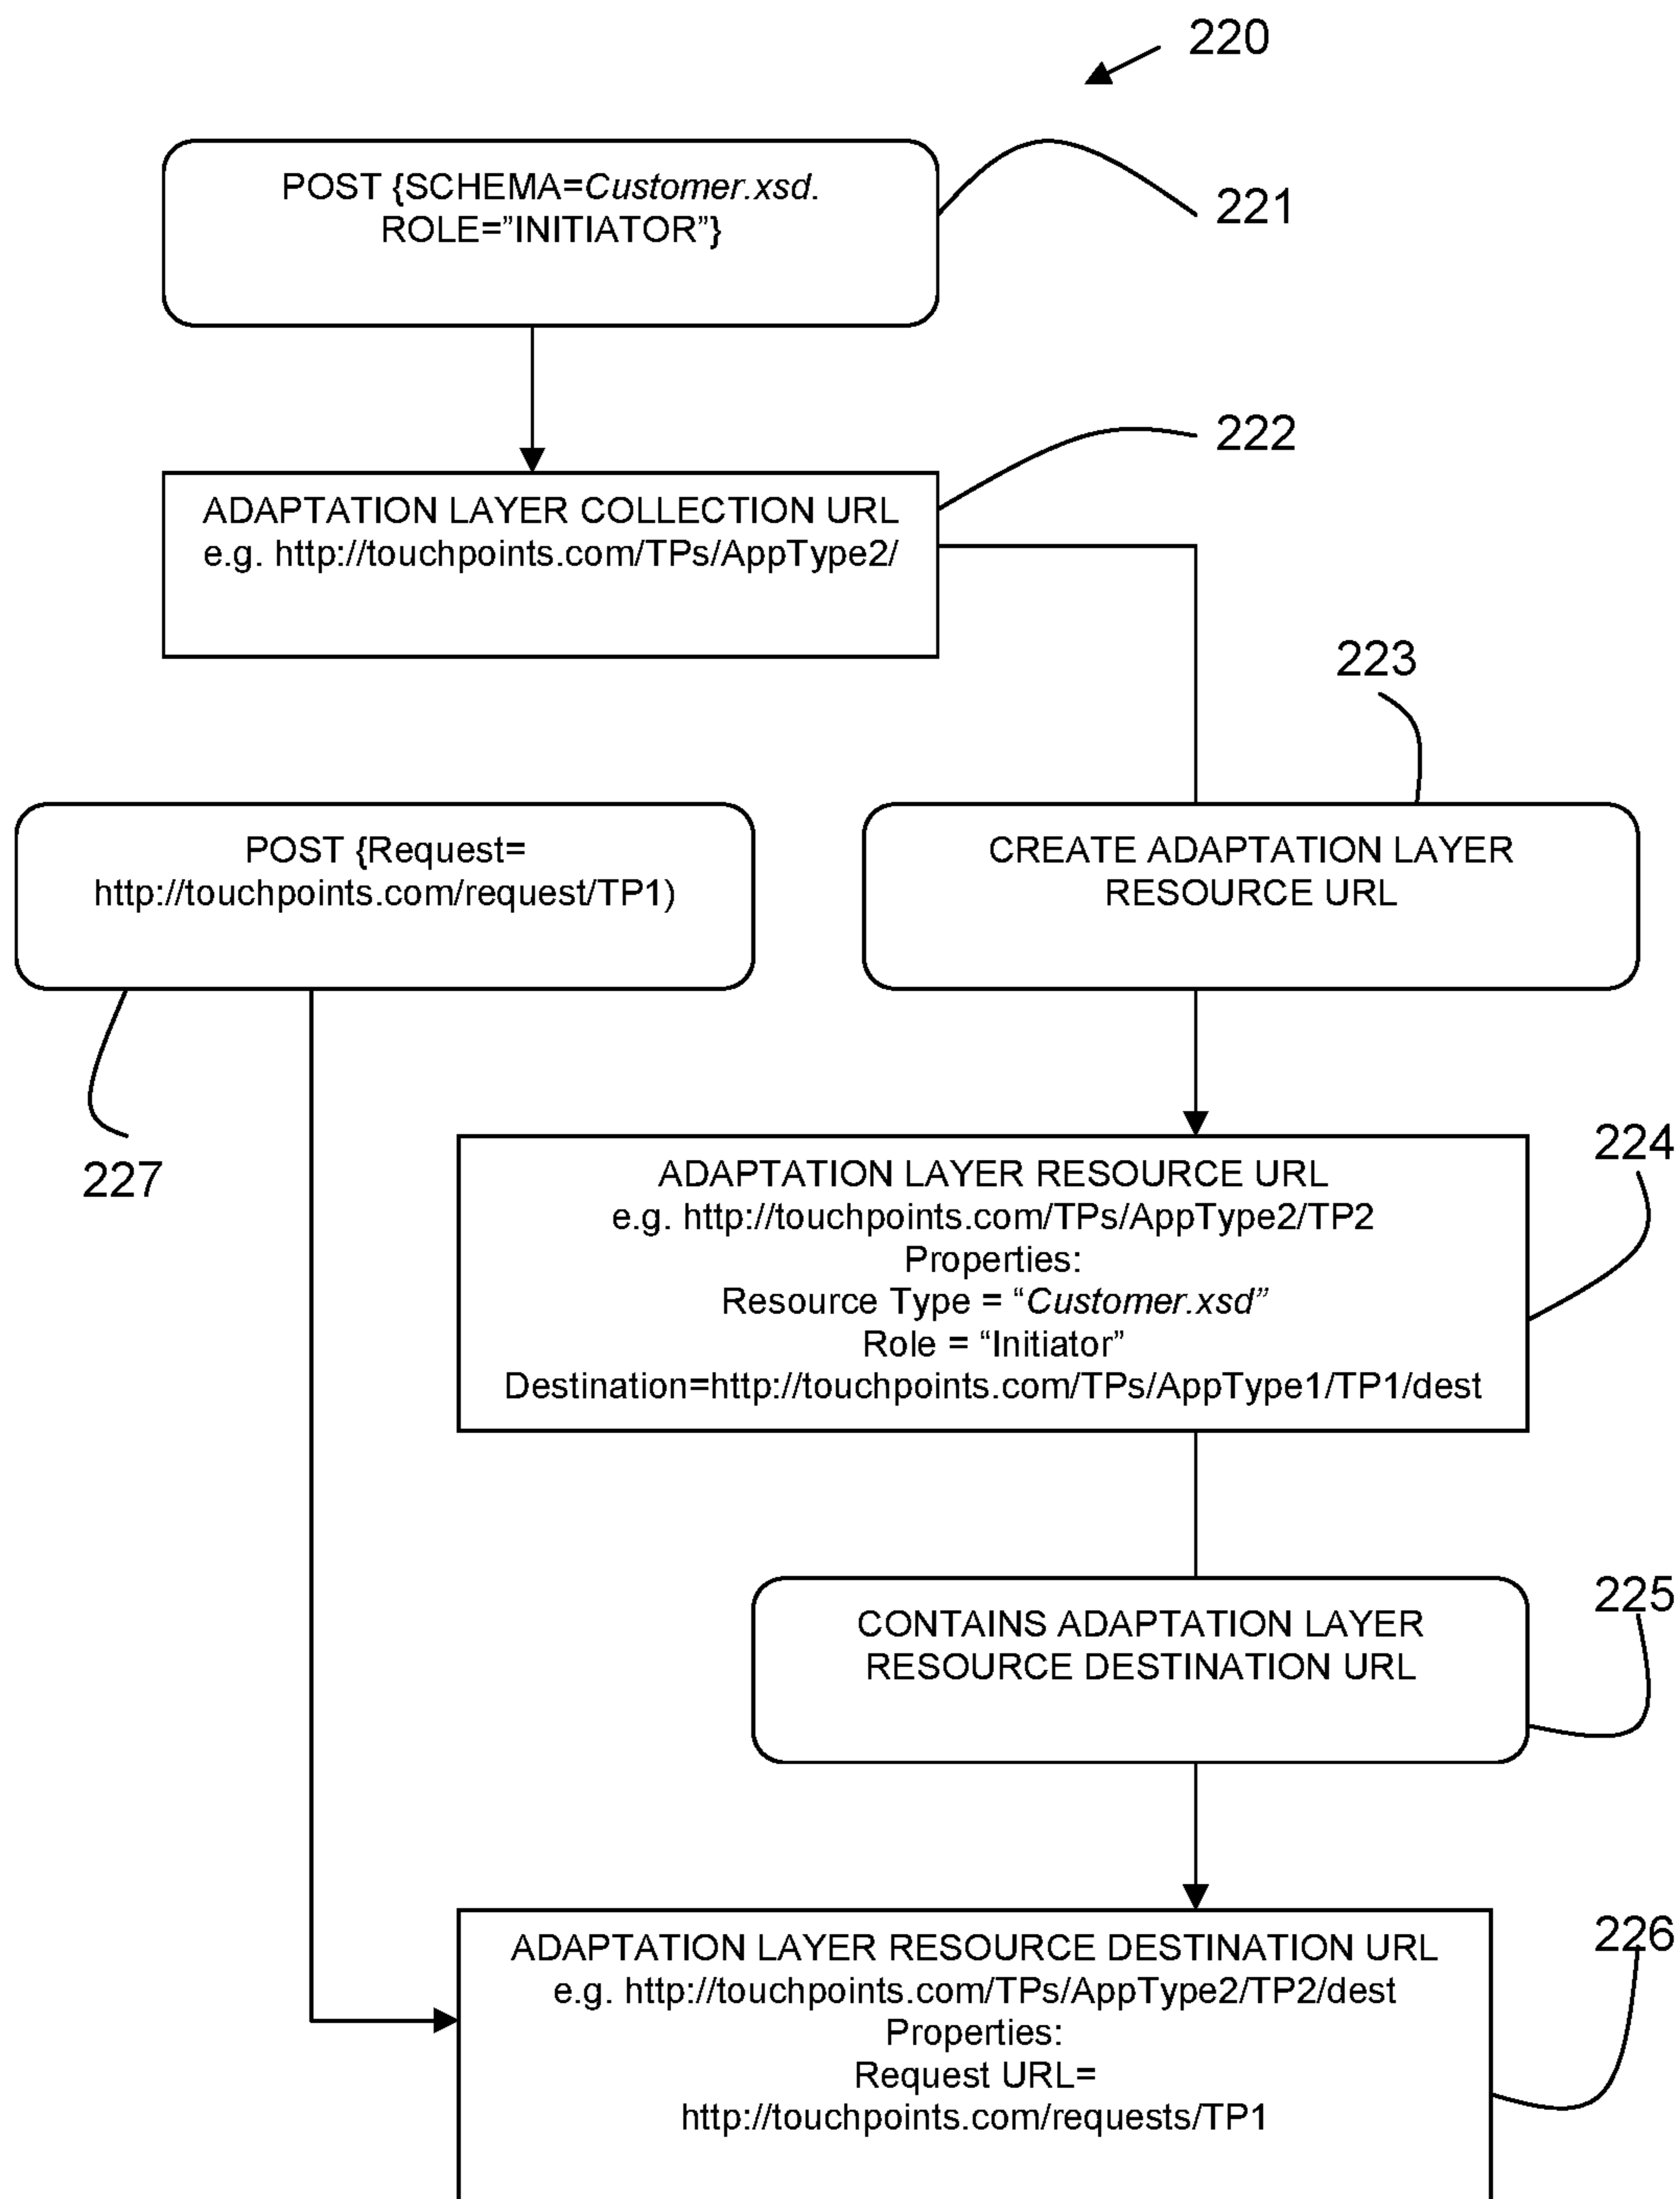 220
POST {SCHEMA=Customer.xsd.
ROLE=”INITIATOR”}
221
222
ADAPTATION LAYER COLLECTION URL
e.g. http://touchpoints.com/TPs/AppType2/
223
POST {Request=
http://touchpoints.com/request/TP1)
CREATE ADAPTATION LAYER
RESOURCE URL
227
224
ADAPTATION LAYER RESOURCE URL
e.g. http://touchpoints.com/TPs/AppType2/TP2
Properties:
Resource Type = “Customer.xsd”
Role = “Initiator”
Destination=http://touchpoints.com/TPs/AppType1/TP1/dest
225
CONTAINS ADAPTATION LAYER
RESOURCE DESTINATION URL
226
ADAPTATION LAYER RESOURCE DESTINATION URL
e.g. http://touchpoints.com/TPs/AppType2/TP2/dest
Properties:
Request URL=
http://touchpoints.com/requests/TP1